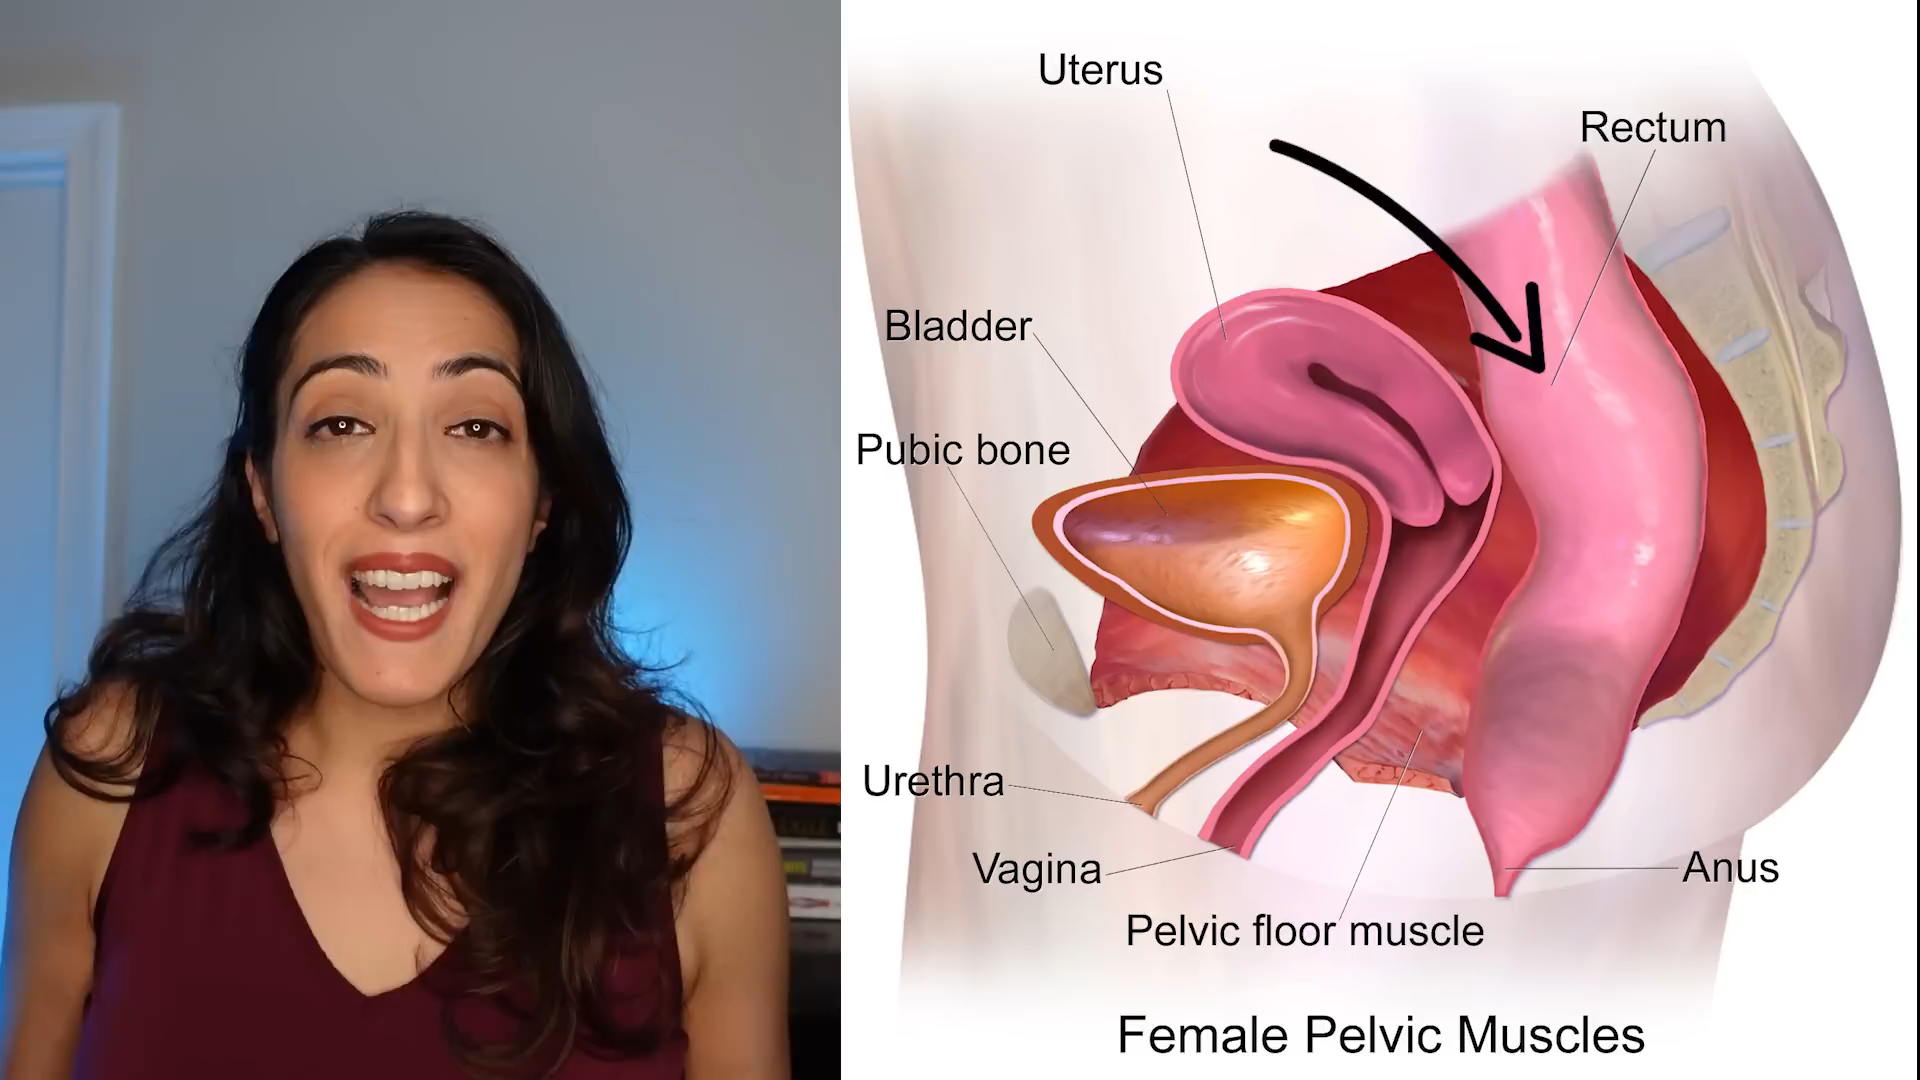 Uterus
Rectum
Bladder
Pubic bone
Urethra
Vagina
Anus
Pelvic floor muscle
Female Pelvic Muscles